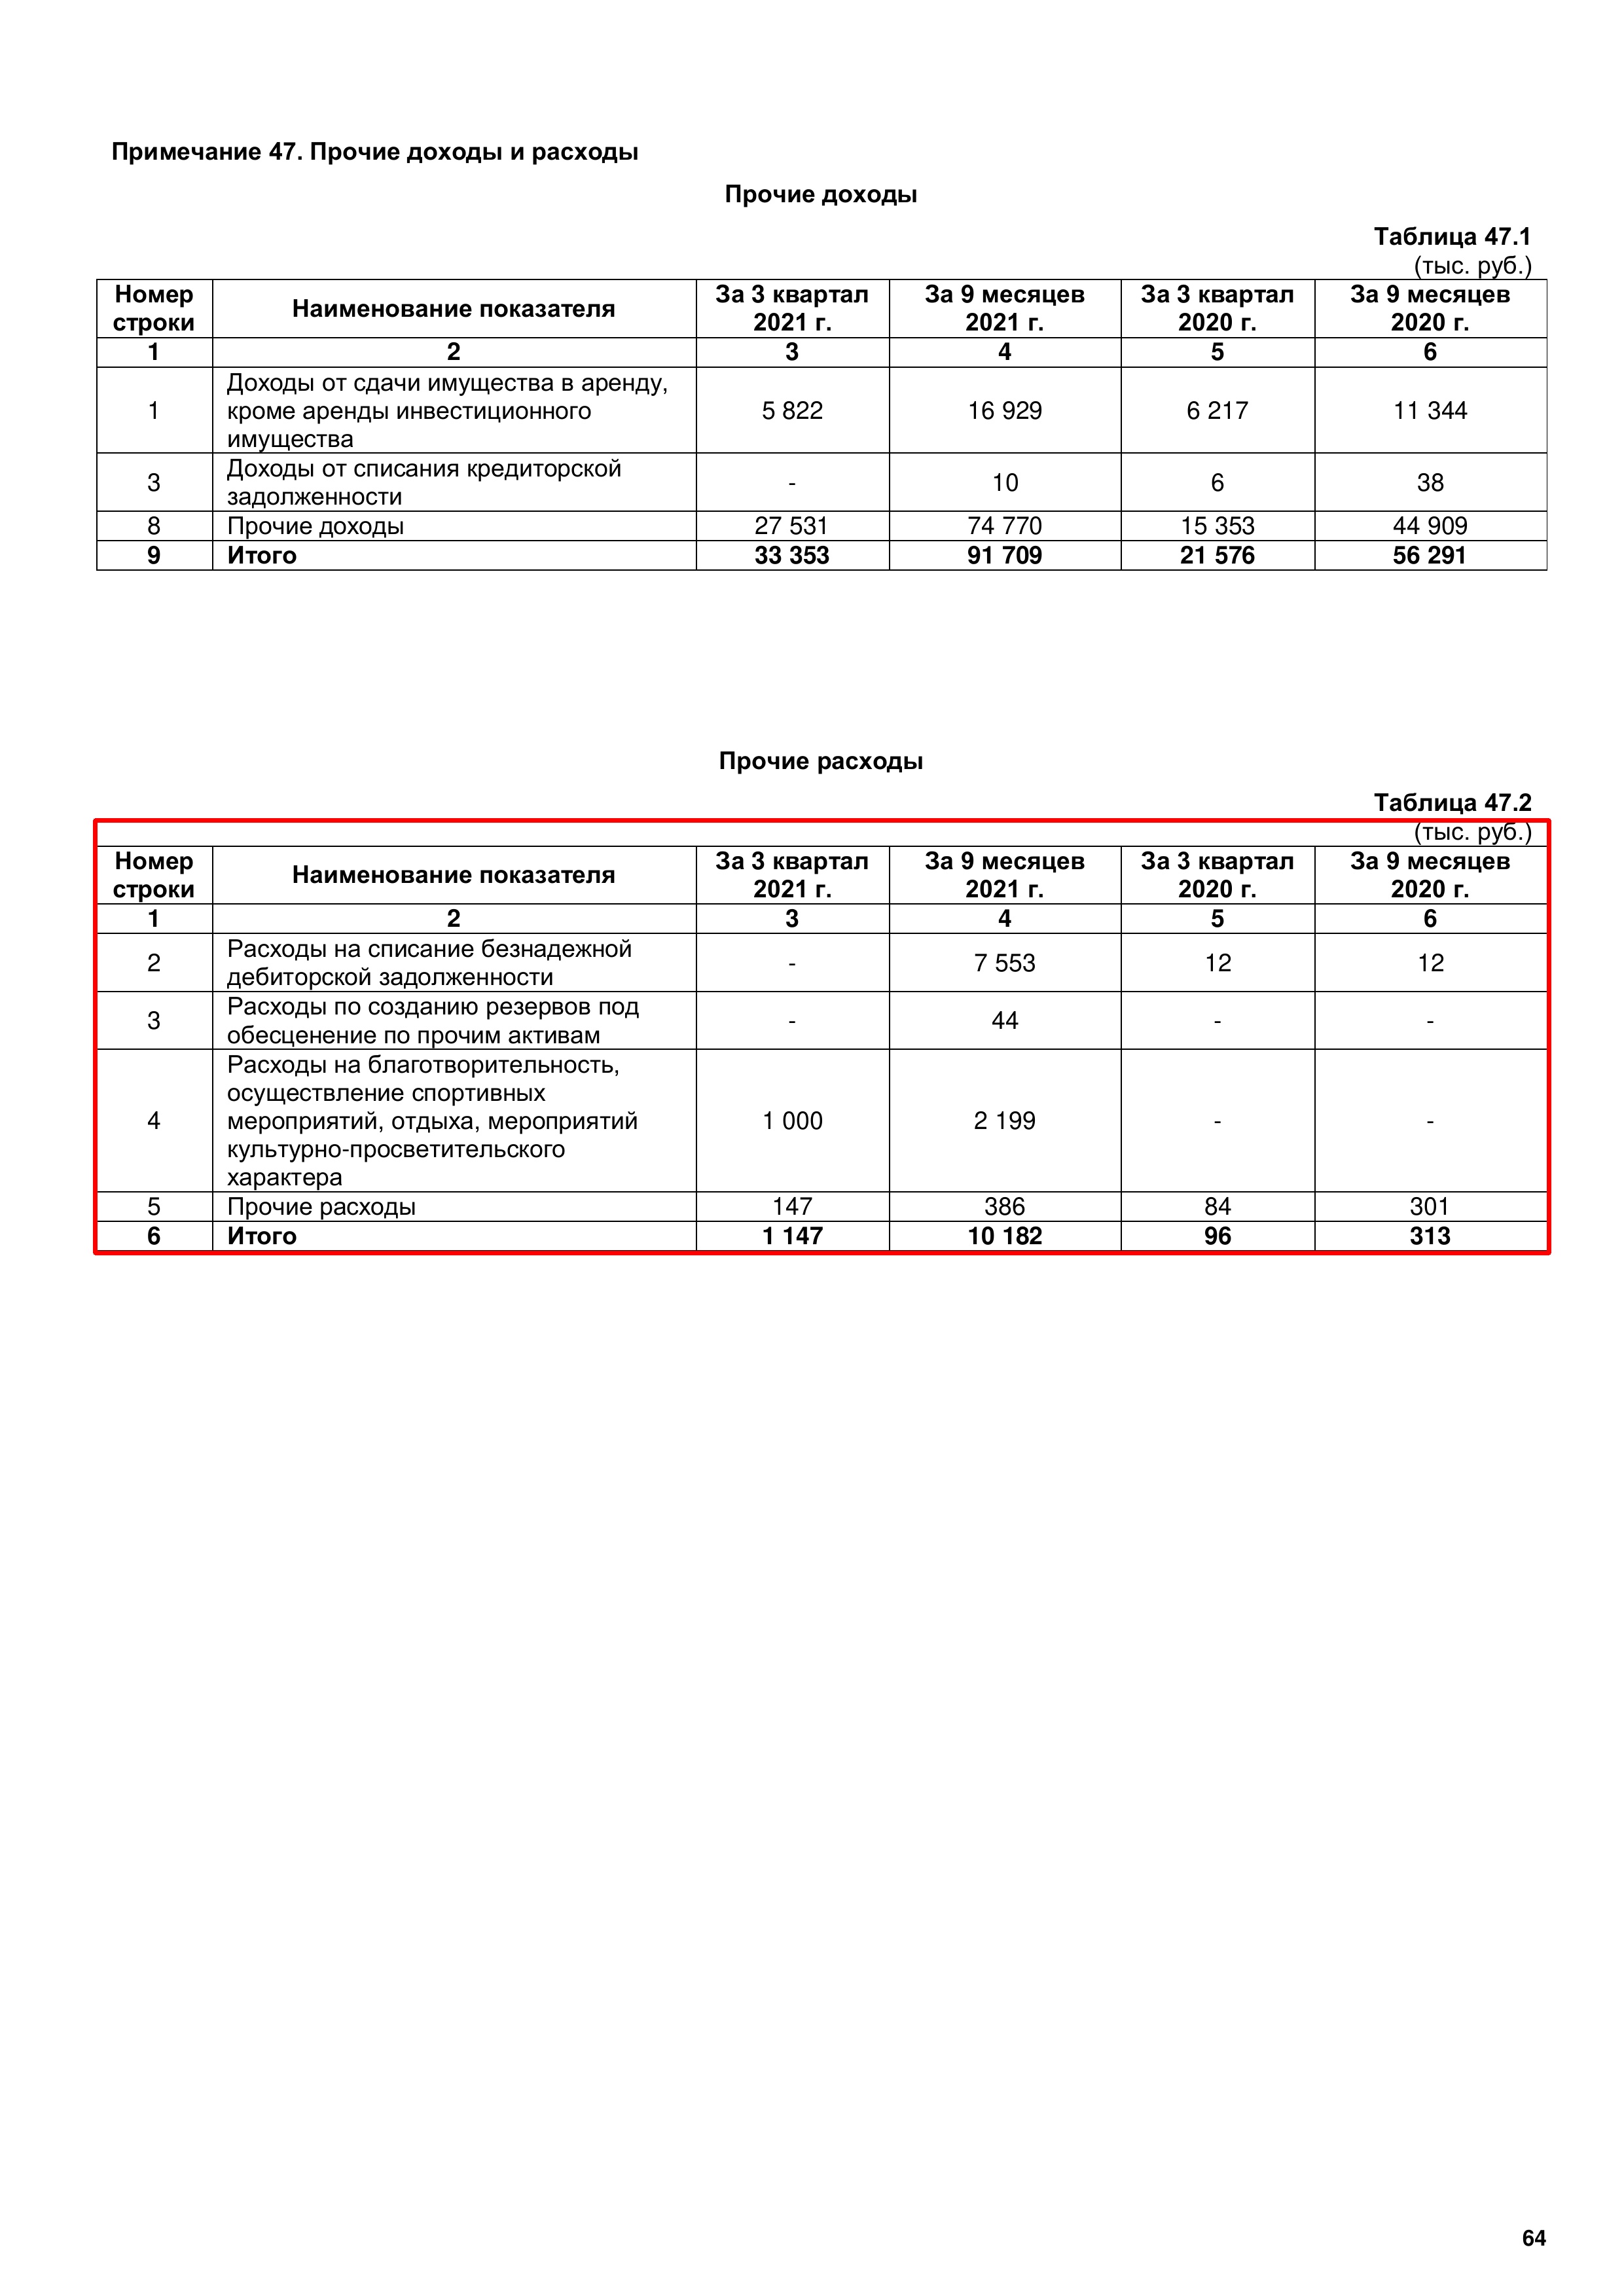 Примечание 47. Прочие доходы и расходы
Прочие доходы
Таблица 47.1
(тыс. руб.)
Номер строки Наименование показателя За 3 квартал 2021 г. За 9 месяцев 2021 г. За 3 квартал 2020 г. За 9 месяцев 2020 г.
1 2 3 4 5 6
1 Доходы от сдачи имущества в аренду, кроме аренды инвестиционного имущества 5 822 16 929 6 217 11 344
3 Доходы от списания кредиторской задолженности - 10 6 38
8 Прочие доходы 27 531 74 770 15 353 44 909
9 Итого 33 353 91 709 21 576 56 291
Прочие расходы
Таблица 47.2
(тыс. руб.)
Номер строки Наименование показателя За 3 квартал 2021 г. За 9 месяцев 2021 г. За 3 квартал 2020 г. За 9 месяцев 2020 г.
1 2 3 4 5 6
2 Расходы на списание безнадежной дебиторской задолженности - 7 553 12 12
3 Расходы по созданию резервов под обесценение по прочим активам - 44 - -
4 Расходы на благотворительность, осуществление спортивных мероприятий, отдыха, мероприятий культурно-просветительского характера 1 000 2 199 - -
5 Прочие расходы 147 386 84 301
6 Итого 1 147 10 182 96 313
64